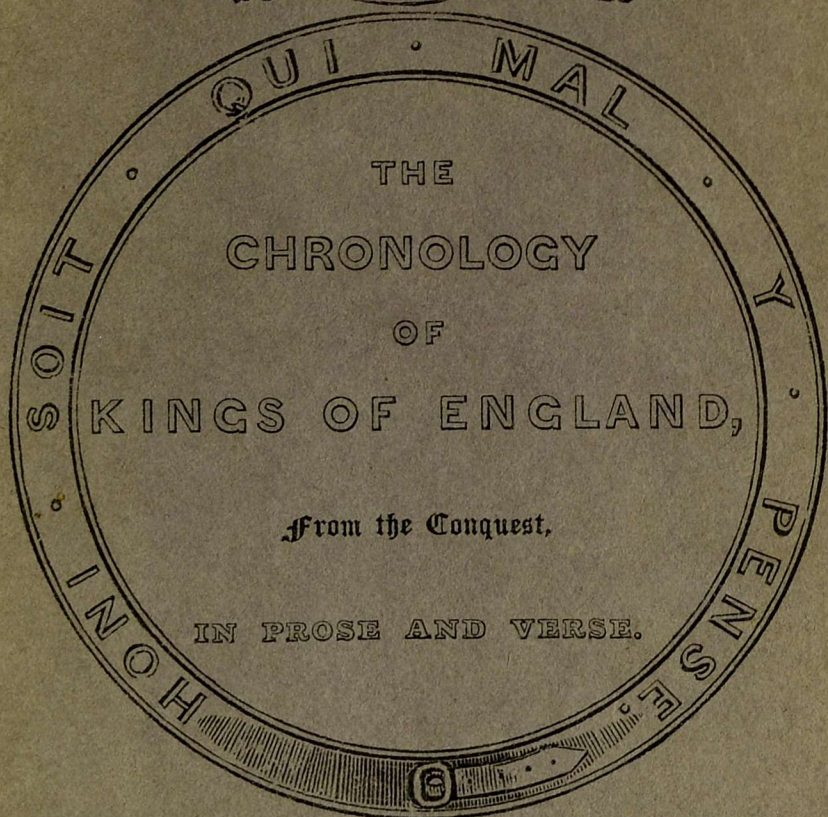 HONI · SOIT · QUI · MAL · Y · PENSE.
THE
CHRONOLOGY
OF
KINGS OF ENGLAND,
From the Conquest,
IN PROSE AND VERSE.